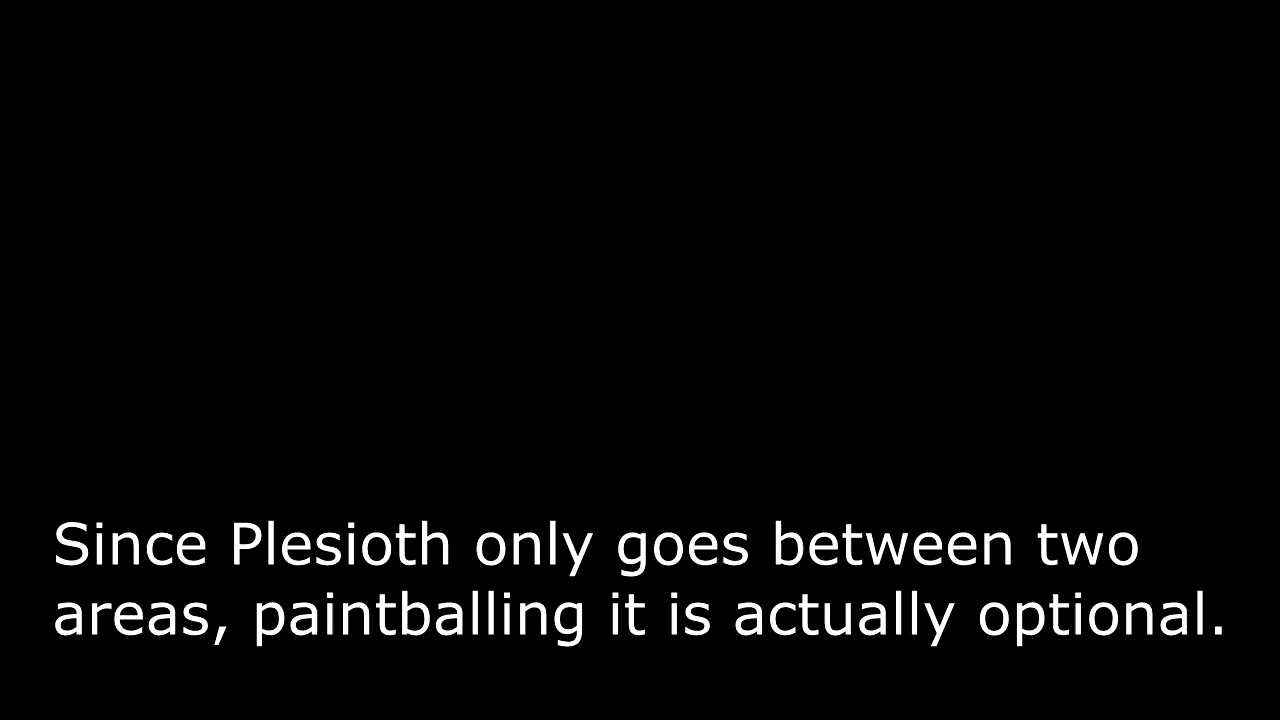 Since Plesioth only goes between two
areas, paintballing it is actually optional.